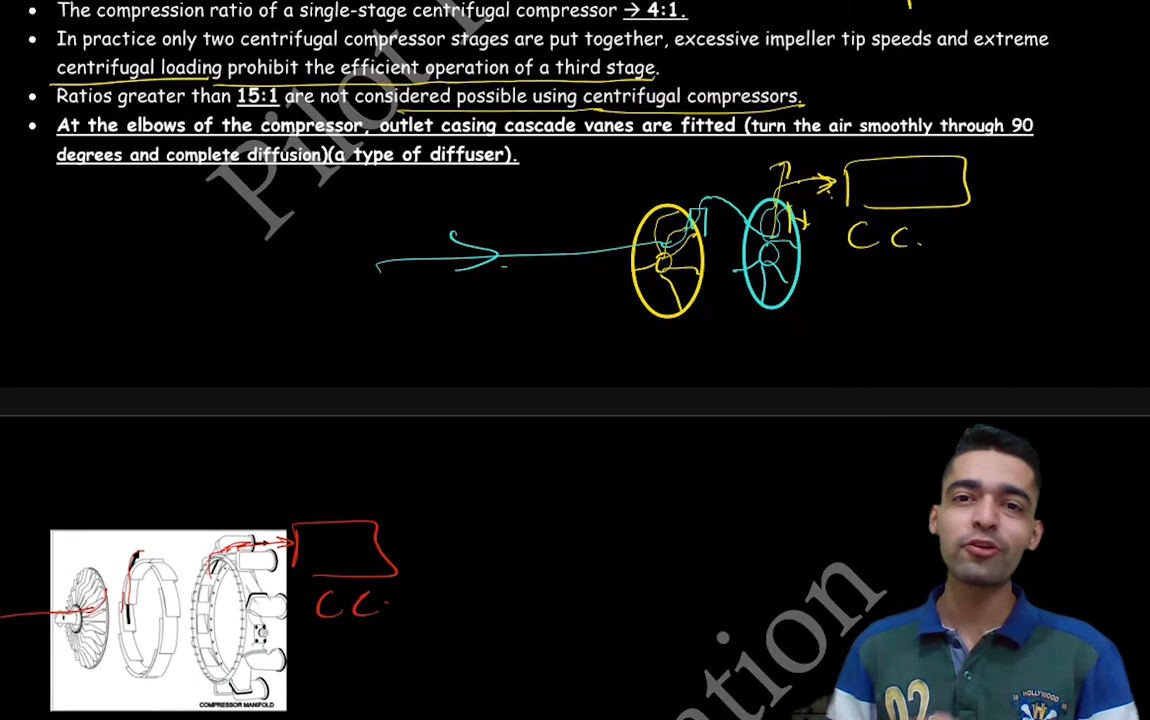 • The compression ratio of a single-stage centrifugal compressor → 4:1.
• In practice only two centrifugal compressor stages are put together, excessive impeller tip speeds and extreme
centrifugal loading prohibit the efficient operation of a third stage.
• Ratios greater than 15:1 are not considered possible using centrifugal compressors.
• At the elbows of the compressor, outlet casing cascade vanes are fitted (turn the air smoothly through 90
degrees and complete diffusion)(a type of diffuser).
Pilot
C C.
C C.
COMPRESSOR MANIFOLD
HOLLYWOOD
02